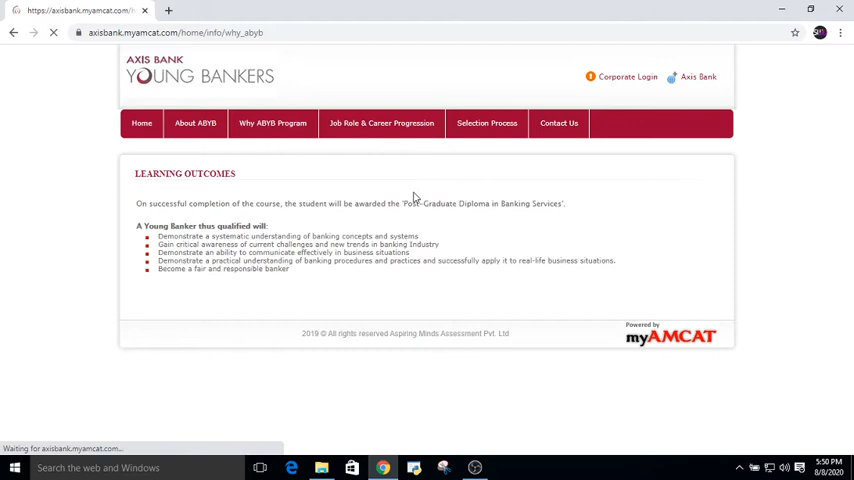 https://axisbank.myamcat.com/ho
axisbank.myamcat.com/home/info/why_abyb
AXIS BANK
YOUNG BANKERS
Corporate Login
Axis Bank
Home
About ABYB
Why ABYB Program
Job Role & Career Progression
Selection Process
Contact Us
LEARNING OUTCOMES
On successful completion of the course, the student will be awarded the 'Post-Graduate Diploma in Banking Services'.
A Young Banker thus qualified will:
Demonstrate a systematic understanding of banking concepts and systems
Gain critical awareness of current challenges and new trends in banking Industry
Demonstrate an ability to communicate effectively in business situations
Demonstrate a practical understanding of banking procedures and practices and successfully apply it to real-life business situations.
Become a fair and responsible banker
2019 © All rights reserved Aspiring Minds Assessment Pvt. Ltd
Powered by
myAMCAT
Waiting for axisbank.myamcat.com...
Search the web and Windows
5:50 PM
8/8/2020